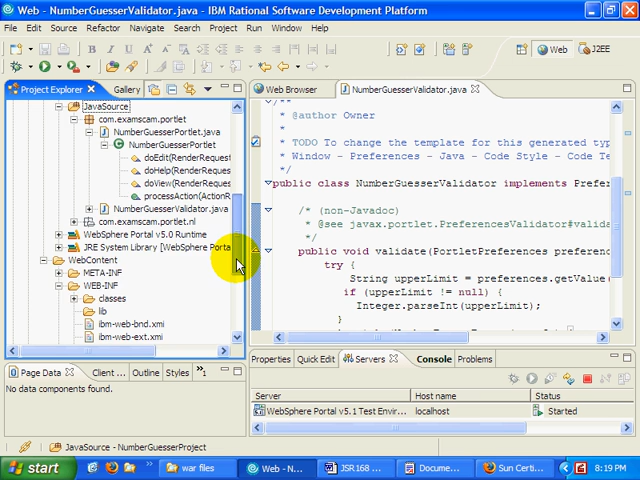 Web - NumberGuesserValidator.java - IBM Rational Software Development Platform
File Edit Source Refactor Navigate Search Project Run Window Help
Web J2EE
Project Explorer Gallery
JavaSource
com.examscam.portlet
NumberGuesserPortlet.java
NumberGuesserPortlet
doEdit(RenderRequest
doHelp(RenderRequest
doView(RenderRequest
processAction(ActionR
NumberGuesserValidator.java
com.examscam.portlet.nl
WebSphere Portal v5.0 Runtime
JRE System Library [WebSphere Porta
WebContent
META-INF
WEB-INF
classes
lib
ibm-web-bnd.xmi
ibm-web-ext.xmi
Web Browser NumberGuesserValidator.java
/**
* @author Owner
*
* TODO To change the template for this generated typ
* Window - Preferences - Java - Code Style - Code Te
*/
public class NumberGuesserValidator implements Prefer
/* (non-Javadoc)
* @see javax.portlet.PreferencesValidator#valida
*/
public void validate(PortletPreferences preferenc
try {
String upperLimit = preferences.getValue(
if (upperLimit != null) {
Integer.parseInt(upperLimit);
}
Page Data Client ... Outline Styles »1
No data components found.
Properties Quick Edit Servers Console Problems
Server Host name Status
WebSphere Portal v5.1 Test Envir... localhost Started
JavaSource - NumberGuesserProject
start war files Web - N... JSR168 ... Docume... Sun Certi... 8:19 PM